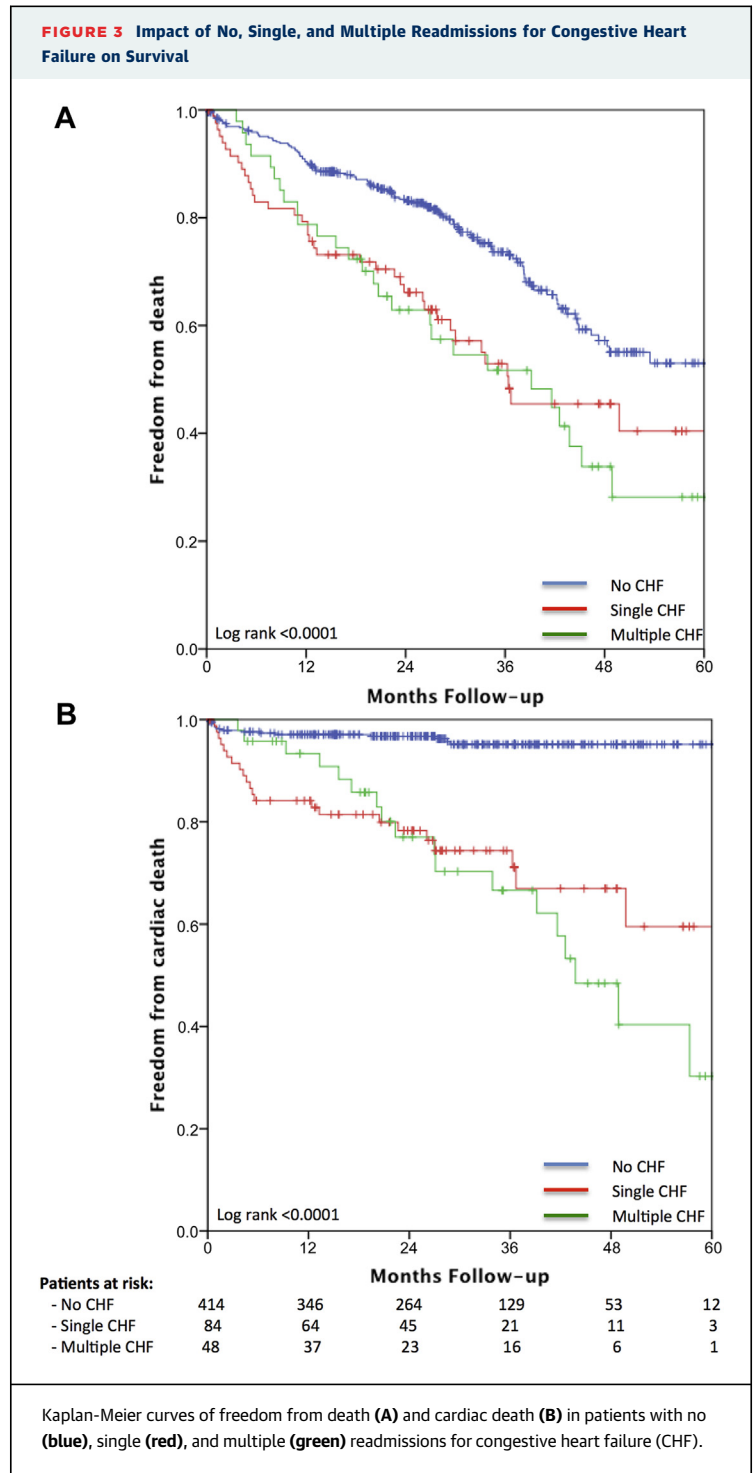 FIGURE 3 Impact of No, Single, and Multiple Readmissions for Congestive Heart
Failure on Survival
A
Freedom from death
1.0
0.8
0.6
0.4
0.2
0.0
No CHF
Single CHF
Multiple CHF
Log rank <0.0001
0 12 24 36 48 60
Months Follow-up
B
Freedom from cardiac death
1.0
0.8
0.6
0.4
0.2
0.0
No CHF
Single CHF
Multiple CHF
Log rank <0.0001
0 12 24 36 48 60
Months Follow-up
Patients at risk:
- No CHF 414 346 264 129 53 12
- Single CHF 84 64 45 21 11 3
- Multiple CHF 48 37 23 16 6 1
Kaplan-Meier curves of freedom from death (A) and cardiac death (B) in patients with no
(blue), single (red), and multiple (green) readmissions for congestive heart failure (CHF).